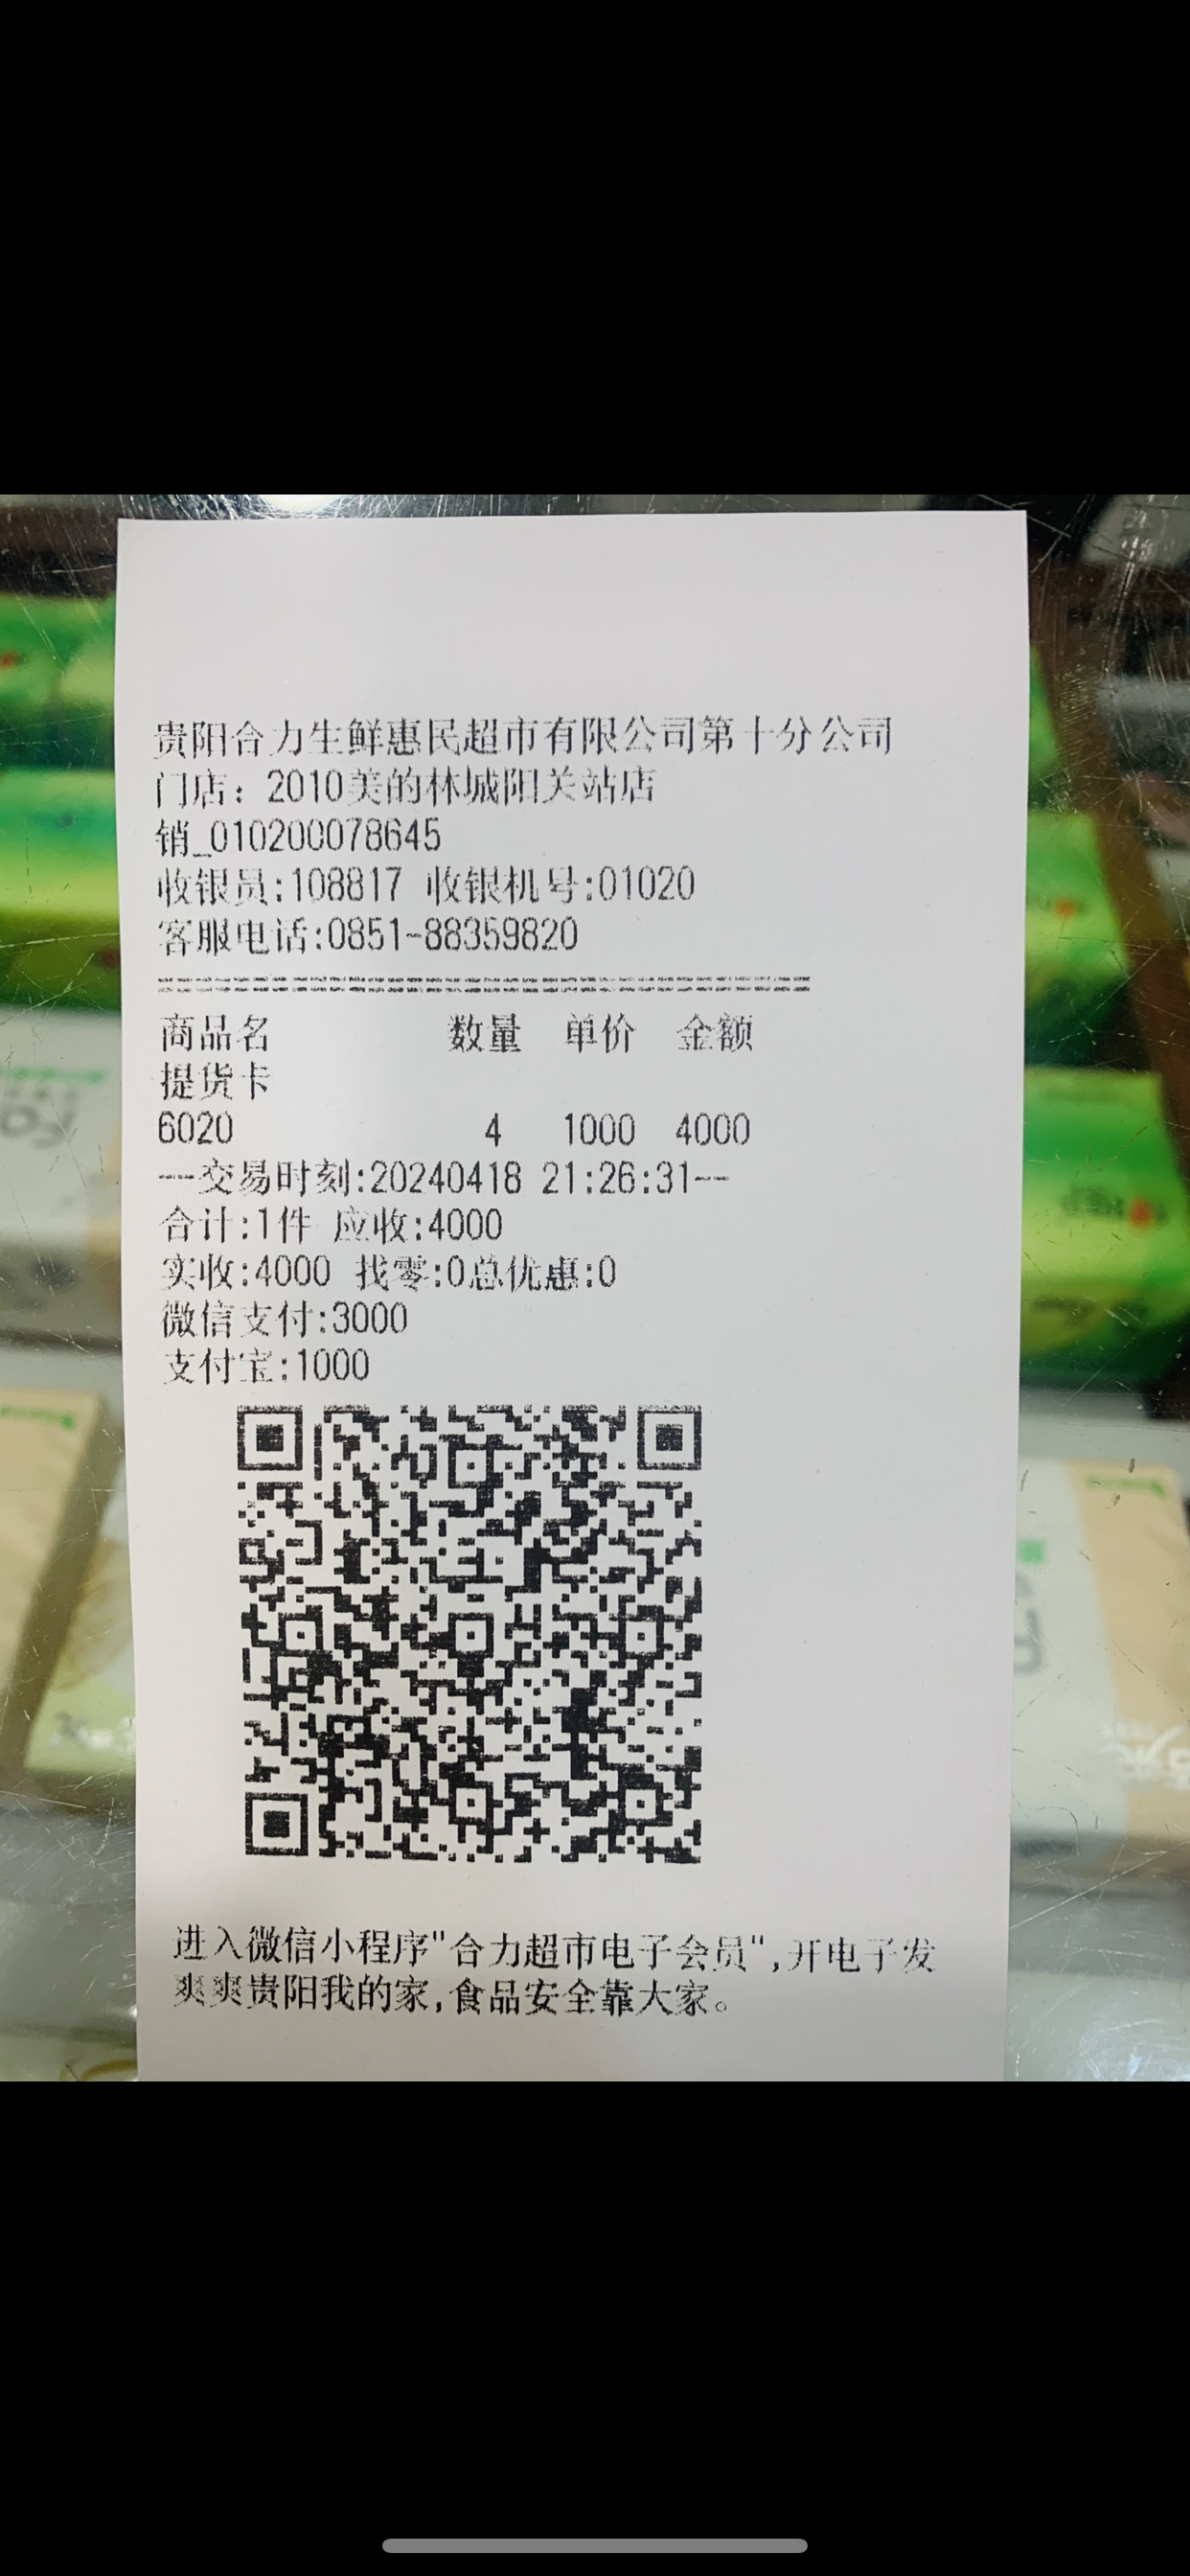 贵阳合力生鲜惠民超市有限公司第十分公司
门店：2010美的林城阳关站店
销_010200078645
收银员:108817 收银机号:01020
客服电话:0851-88359820
商品名 数量 单价 金额
提货卡
6020 4 1000 4000
--交易时刻:20240418 21:26:31--
合计:1件 应收:4000
实收:4000 找零:0总优惠:0
微信支付:3000
支付宝:1000
进入微信小程序"合力超市电子会员",开电子发
爽爽贵阳我的家,食品安全靠大家。